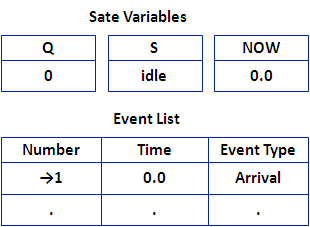 Sate Variables
Q S NOW
0 idle 0.0
Event List
Number Time Event Type
→1 0.0 Arrival
. . .